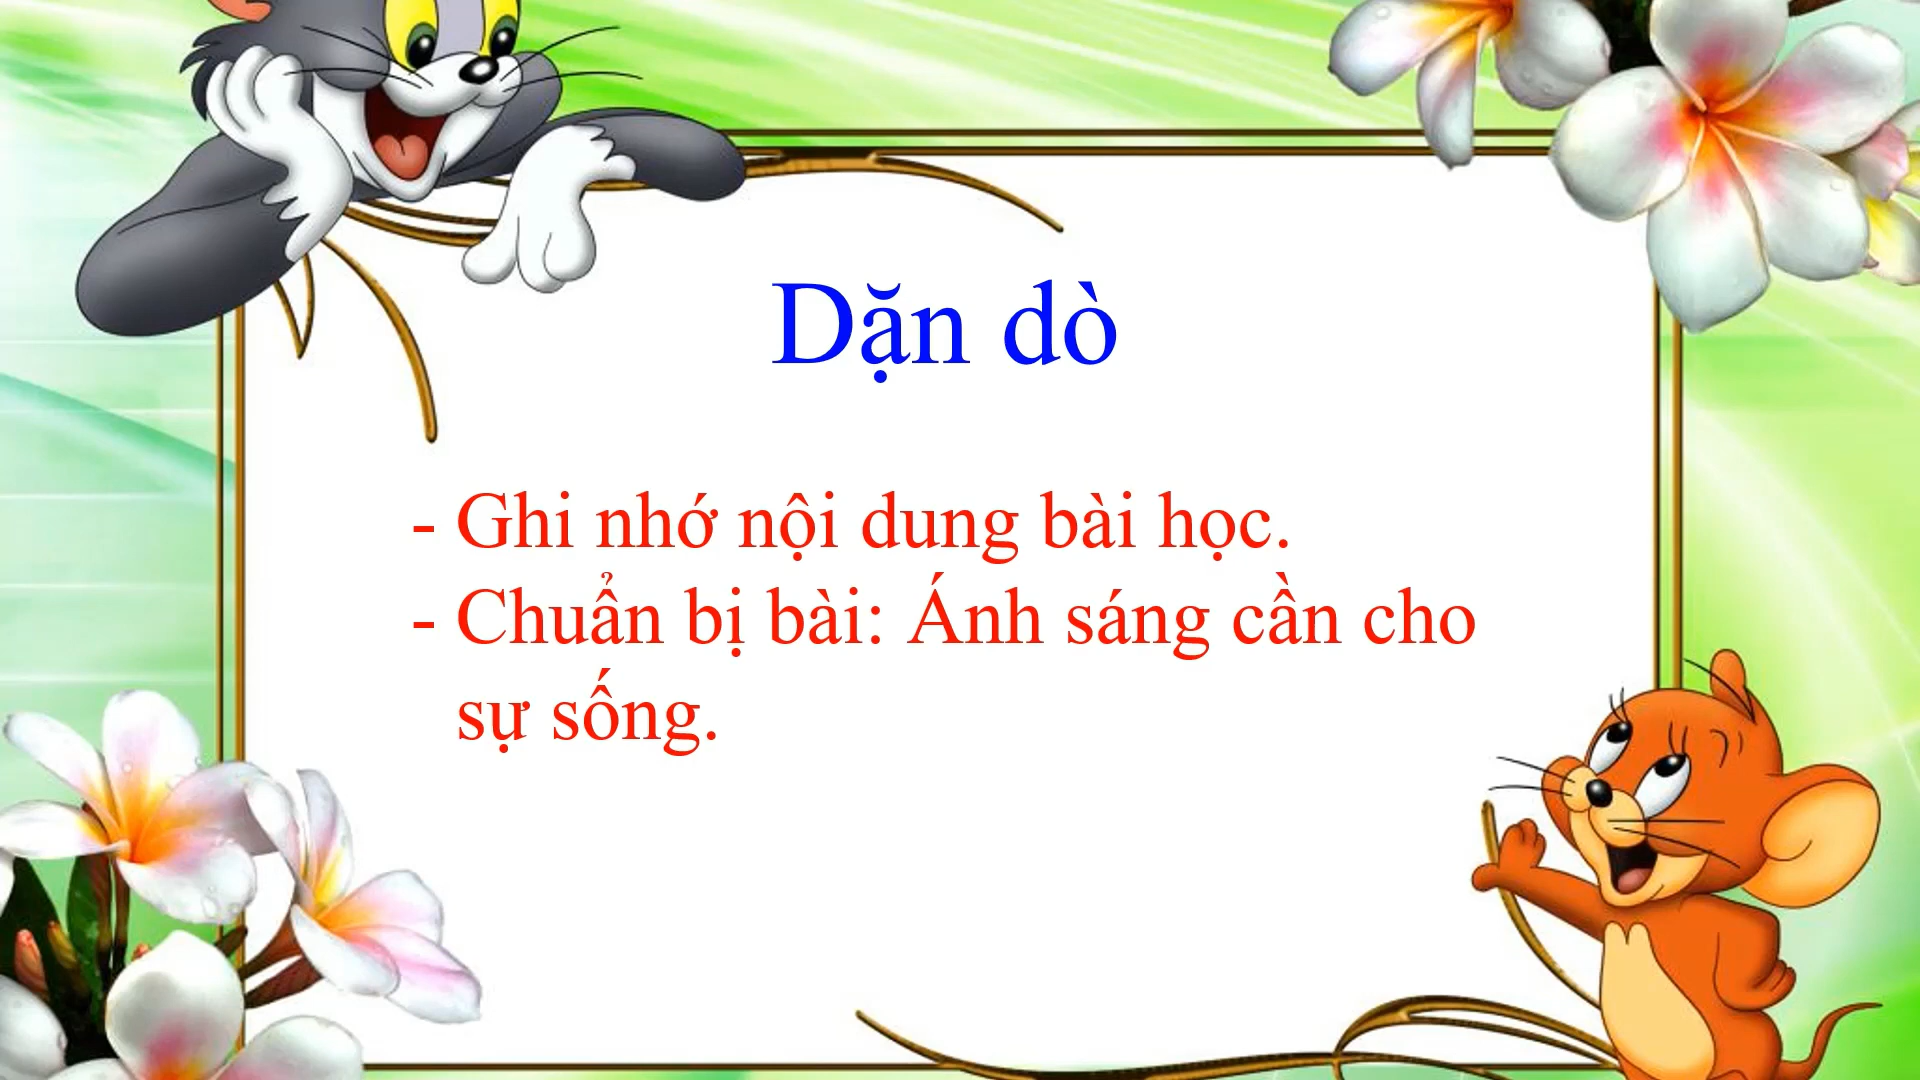 Dặn dò
- Ghi nhớ nội dung bài học.
- Chuẩn bị bài: Ánh sáng cần cho
sự sống.